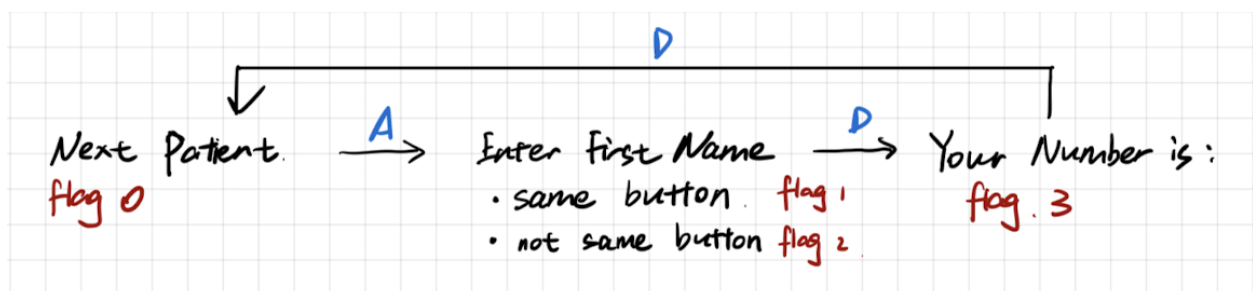 D
Next Patient. A Enter First Name D Your Number is:
flag 0 • same button. flag 1 flag. 3
• not same button flag 2.